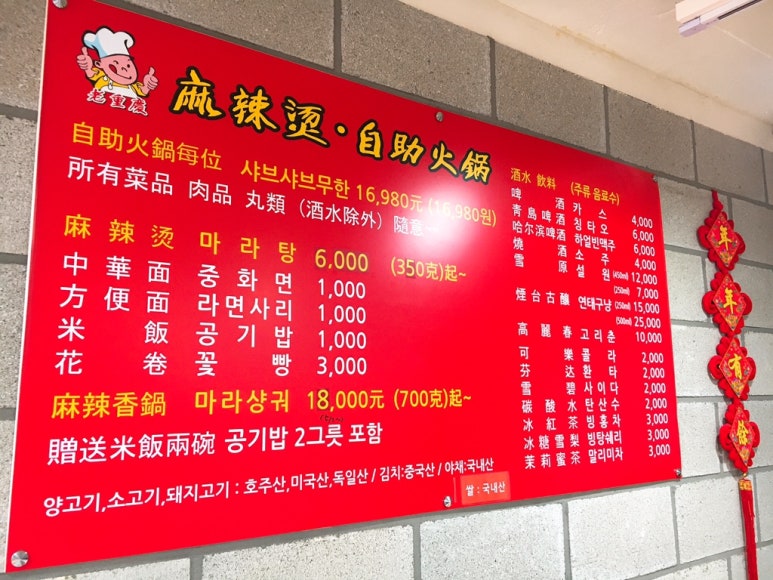 老重慶
麻辣烫·自助火锅
自助火鍋每位 샤브샤브무한 16,980元 (16,980원)
所有菜品 肉品 丸類 (酒水除外) 隨意~
麻辣烫 마라탕 6,000 (350克)起~
中華面 중화면 1,000
方便面 라면사리 1,000
米飯 공기밥 1,000
花卷 꽃빵 3,000
麻辣香鍋 마라샹궈 18,000元 (700克)起~
贈送米飯兩碗 공기밥 2그릇 포함
양고기,소고기,돼지고기 : 호주산,미국산,독일산 / 김치:중국산 / 야채:국내산
쌀 : 국내산
酒水 飲料 (주류 음료수)
啤酒 카스 4,000
青島啤酒 칭타오 6,000
哈尔滨啤酒 하얼빈맥주 6,000
燒酒 소주 4,000
雪原 설원 (450ml) 12,000
(250ml) 7,000
煙台古釀 연태구냥 (250ml) 15,000
(500ml) 25,000
高麗春 고리춘 10,000
可樂 콜라 2,000
芬达 환타 2,000
雪碧 사이다 2,000
碳酸水 탄산수 2,000
冰紅茶 빙홍차 3,000
冰糖雪梨 빙탕쉐리 3,000
茉莉蜜茶 말리미차 3,000
年
年
有
餘